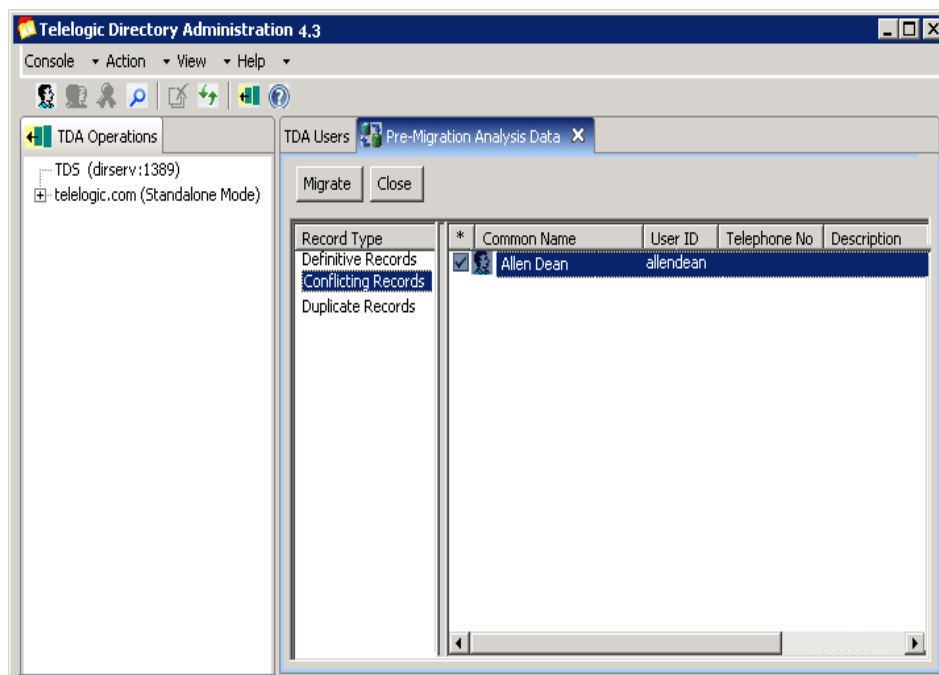 Telelogic Directory Administration 4.3
Console Action View Help
TDA Operations
TDS (dirserv:1389)
telelogic.com (Standalone Mode)
TDA Users Pre-Migration Analysis Data
Migrate Close
Record Type
Definitive Records
Conflicting Records
Duplicate Records
* Common Name User ID Telephone No Description
Allen Dean allendean